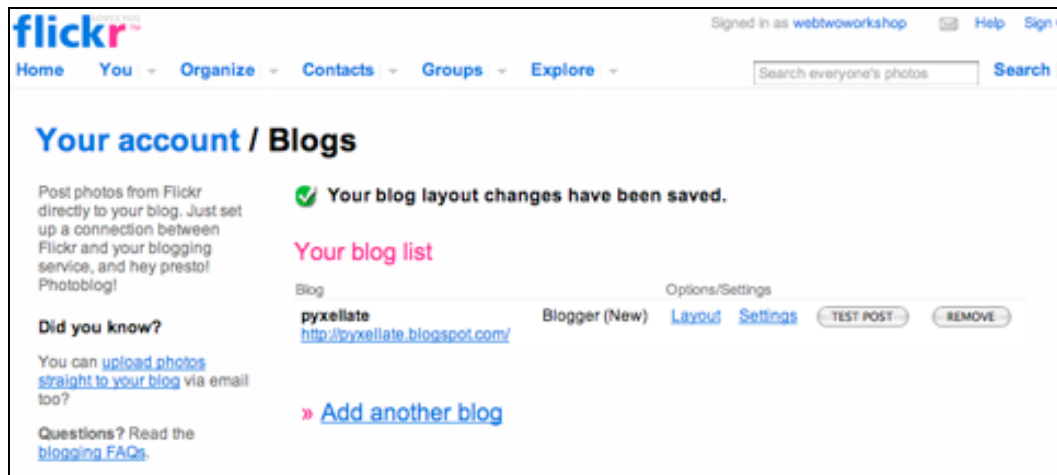 flickr LOVES YOU
Signed in as webtwoworkshop Help Sign
Home You Organize Contacts Groups Explore Search everyone's photos Search
Your account / Blogs
Post photos from Flickr
directly to your blog. Just set
up a connection between
Flickr and your blogging
service, and hey presto!
Photoblog!
Did you know?
You can upload photos
straight to your blog via email
too?
Questions? Read the
blogging FAQs.
Your blog layout changes have been saved.
Your blog list
Blog Options/Settings
pyxellate Blogger (New) Layout Settings TEST POST REMOVE
http://pyxellate.blogspot.com/
» Add another blog